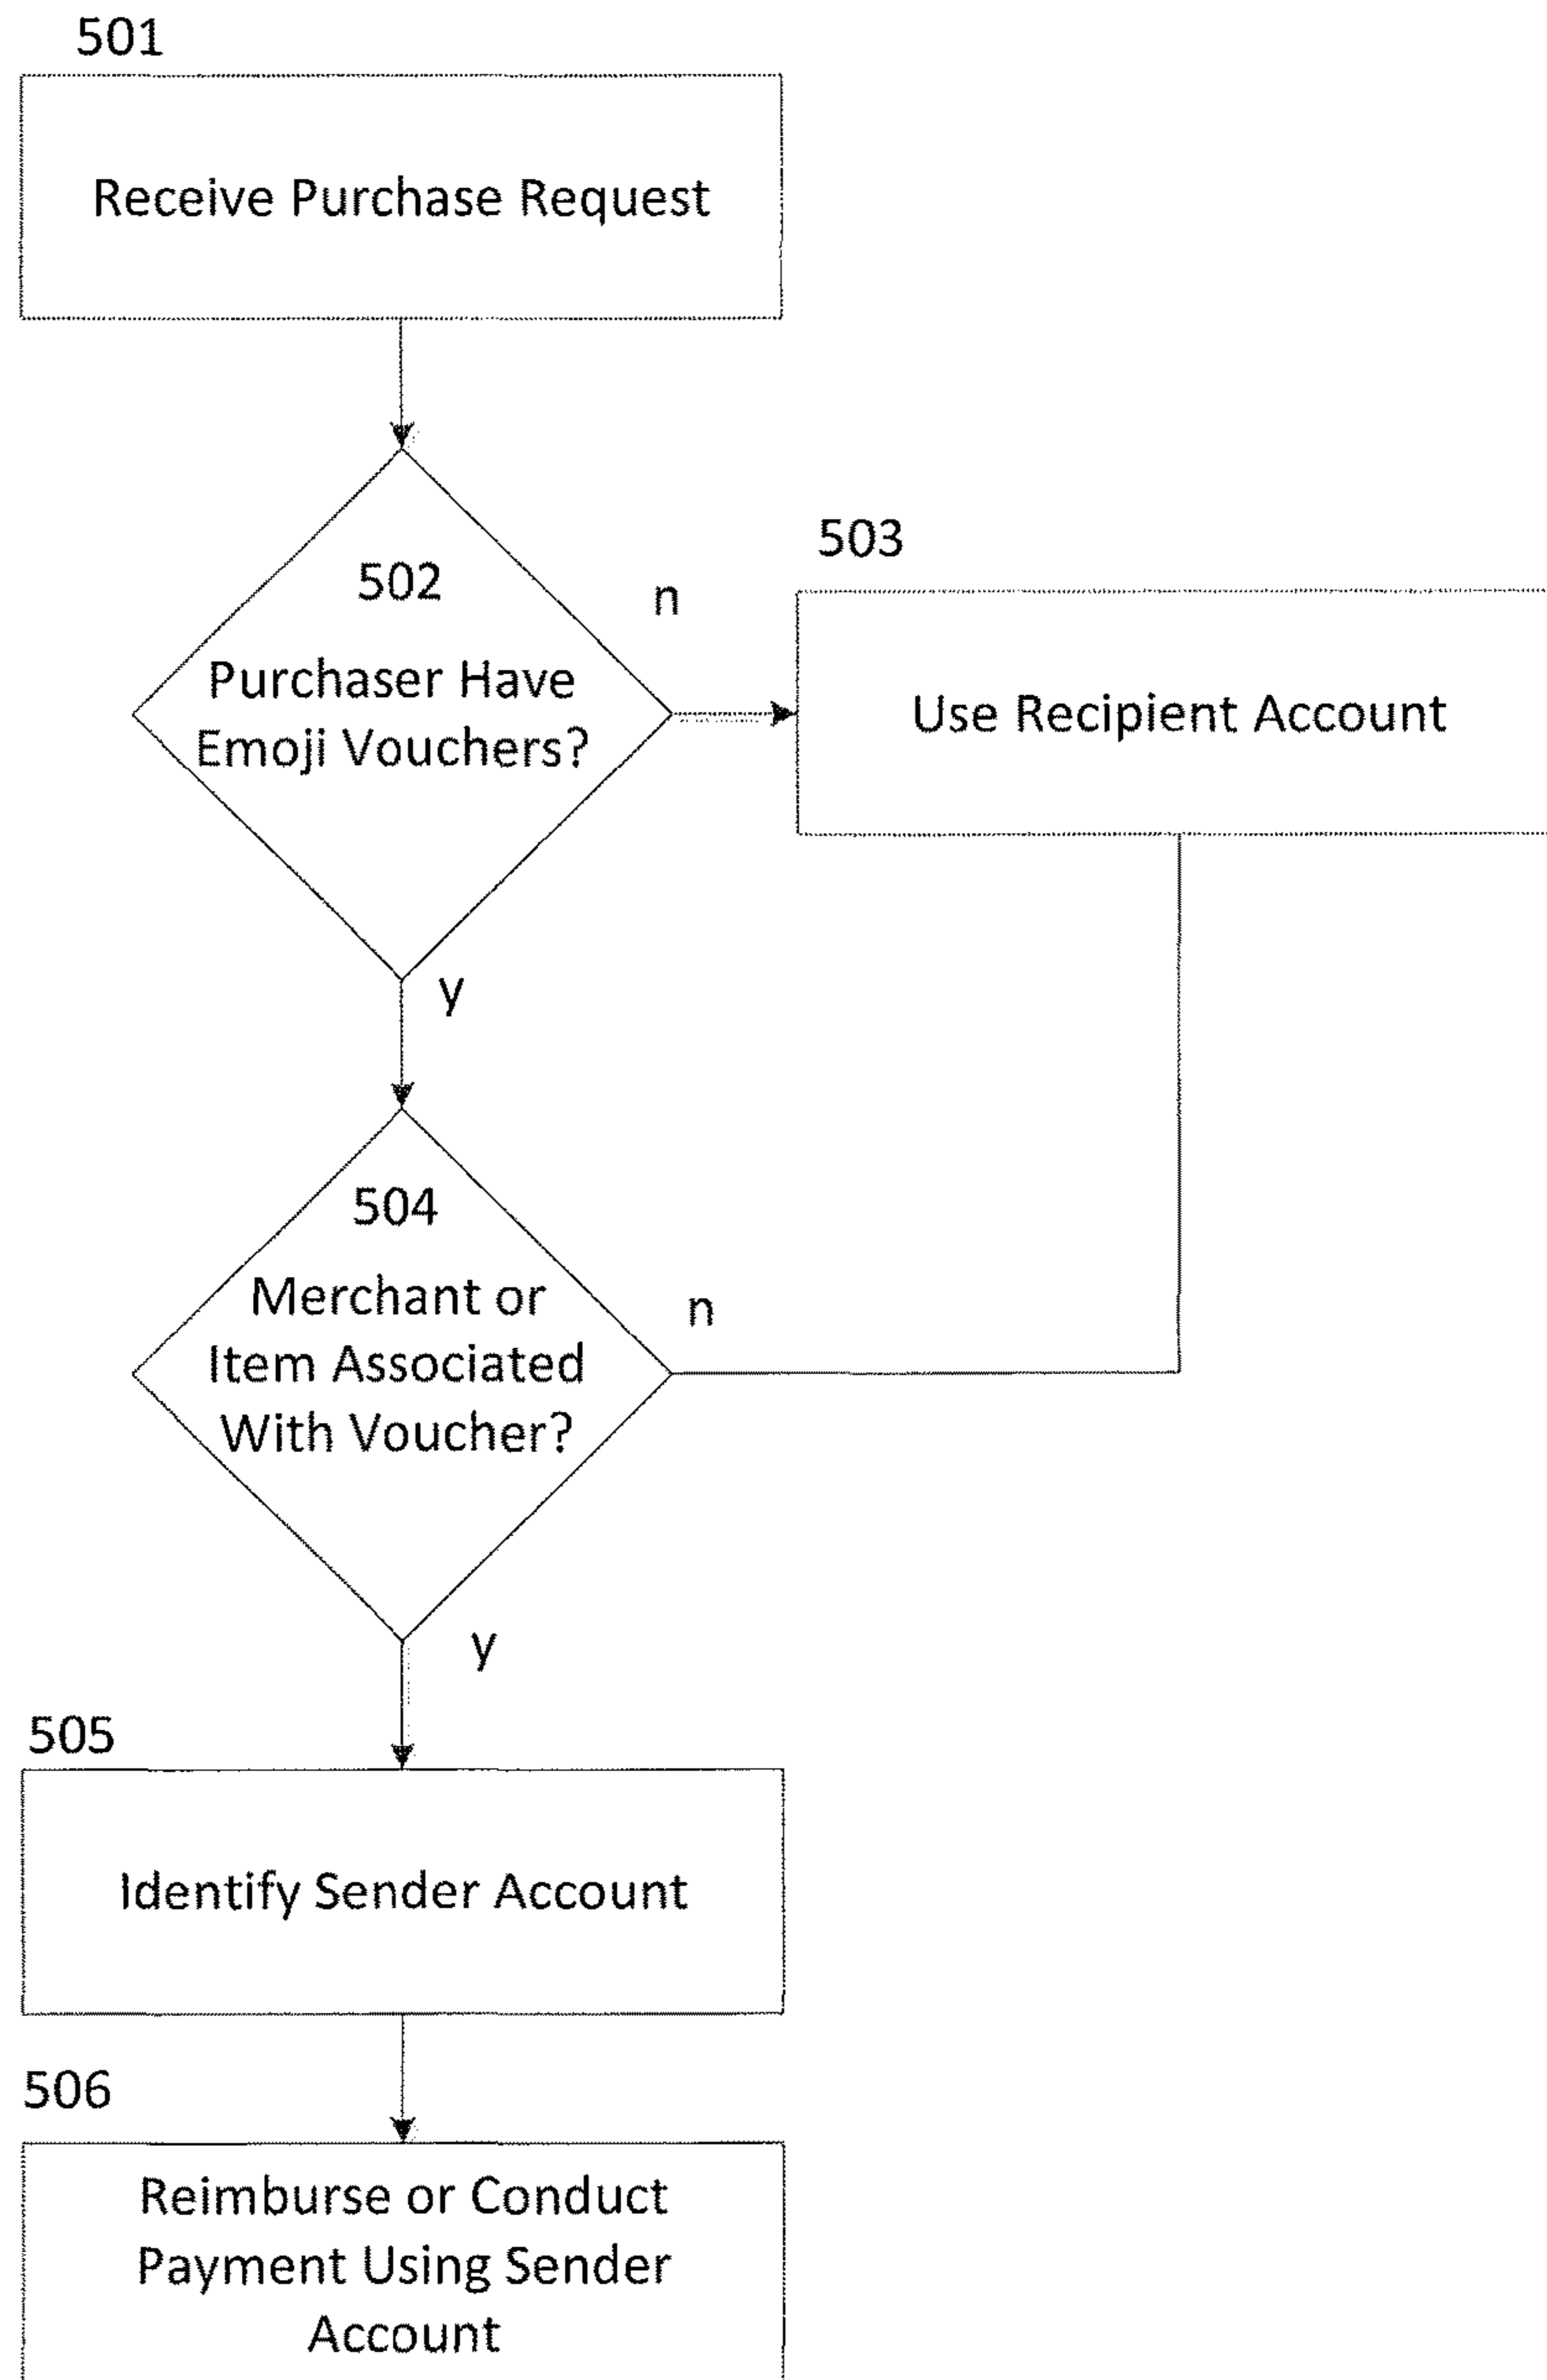 501
Receive Purchase Request
502
Purchaser Have
Emoji Vouchers?
n
503
Use Recipient Account
y
504
Merchant or
Item Associated
With Voucher?
n
y
505
Identify Sender Account
506
Reimburse or Conduct
Payment Using Sender
Account